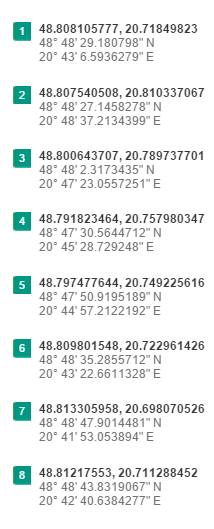 1
48.808105777, 20.71849823
48° 48' 29.180798" N
20° 43' 6.5936279" E
2
48.807540508, 20.810337067
48° 48' 27.1458278" N
20° 48' 37.2134399" E
3
48.800643707, 20.789737701
48° 48' 2.3173435" N
20° 47' 23.0557251" E
4
48.791823464, 20.757980347
48° 47' 30.5644712" N
20° 45' 28.729248" E
5
48.797477644, 20.749225616
48° 47' 50.9195189" N
20° 44' 57.2122192" E
6
48.809801548, 20.722961426
48° 48' 35.2855712" N
20° 43' 22.6611328" E
7
48.813305958, 20.698070526
48° 48' 47.9014481" N
20° 41' 53.053894" E
8
48.81217553, 20.711288452
48° 48' 43.8319067" N
20° 42' 40.6384277" E